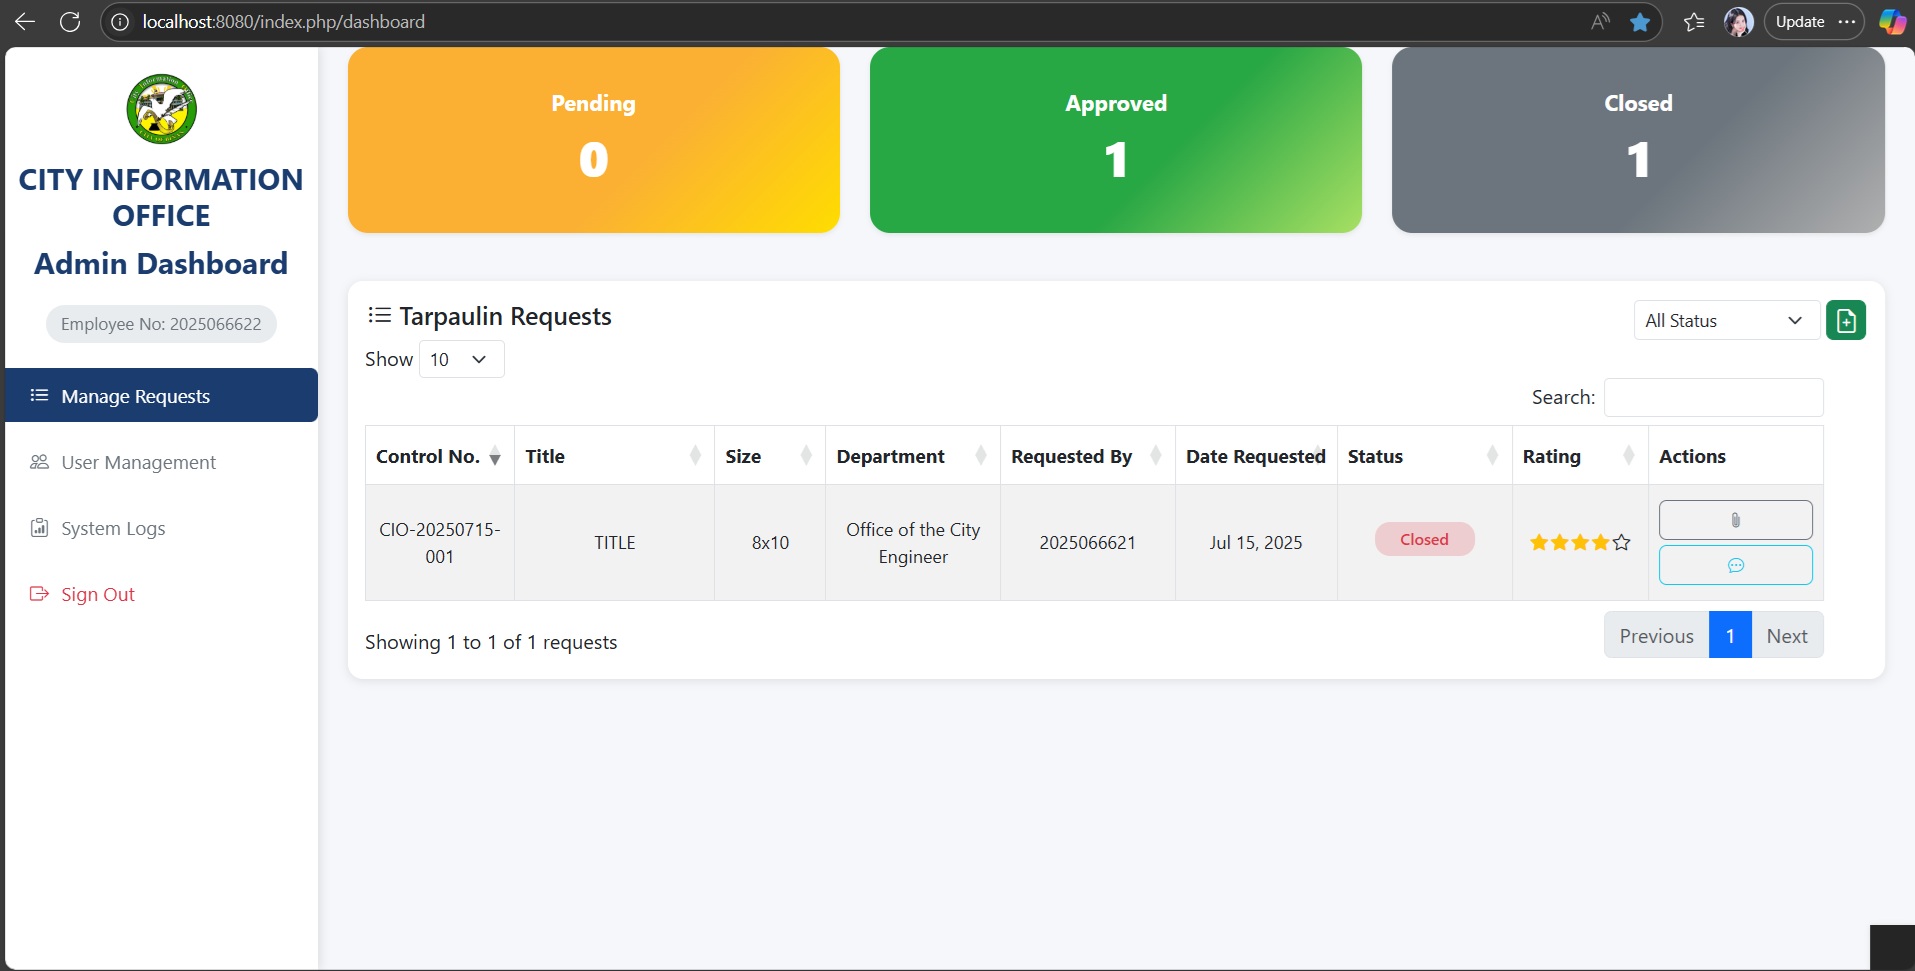 localhost:8080/index.php/dashboard
Update
CITY INFORMATION
OFFICE
Admin Dashboard
Employee No: 2025066622
Manage Requests
User Management
System Logs
Sign Out
Pending
0
Approved
1
Closed
1
Tarpaulin Requests
All Status
Show 10
Search:
Control No. Title Size Department Requested By Date Requested Status Rating Actions
CIO-20250715-
001
TITLE
8x10
Office of the City
Engineer
2025066621
Jul 15, 2025
Closed
Showing 1 to 1 of 1 requests
Previous 1 Next